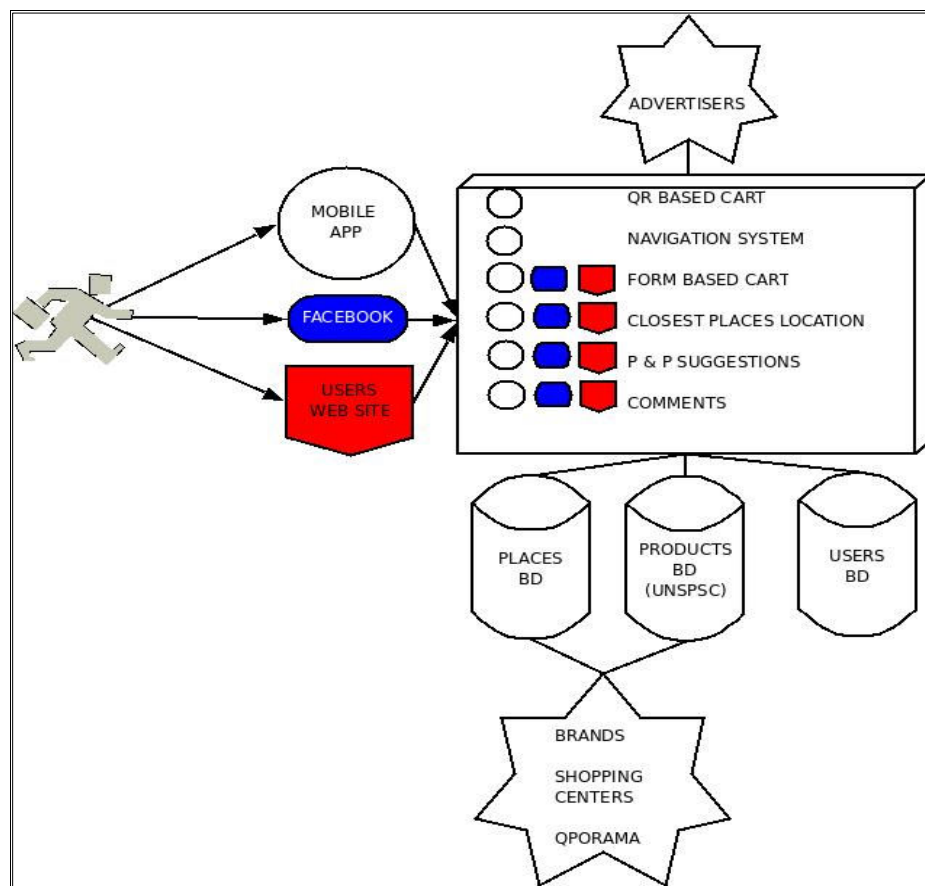 ADVERTISERS
QR BASED CART
NAVIGATION SYSTEM
FORM BASED CART
CLOSEST PLACES LOCATION
P & P SUGGESTIONS
COMMENTS
MOBILE
APP
FACEBOOK
USERS
WEB SITE
PLACES
BD
PRODUCTS
BD
(UNSPSC)
USERS
BD
BRANDS
SHOPPING
CENTERS
QPORAMA